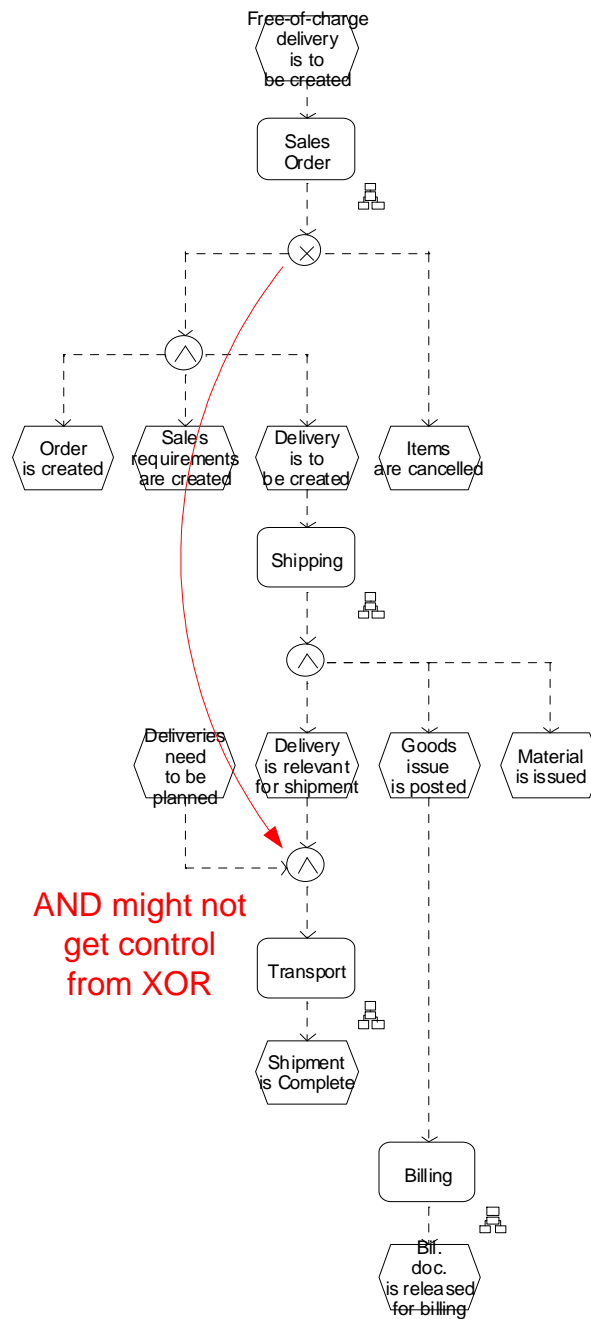 Free-of-charge
delivery
is to
be created
Sales
Order
Order
is created
Sales
requirements
are created
Delivery
is to
be created
Items
are cancelled
Shipping
Deliveries
need
to be
planned
Delivery
is relevant
for shipment
Goods
issue
is posted
Material
is issued
AND might not
get control
from XOR
Transport
Shipment
is Complete
Billing
Bil.
doc.
is released
for billing